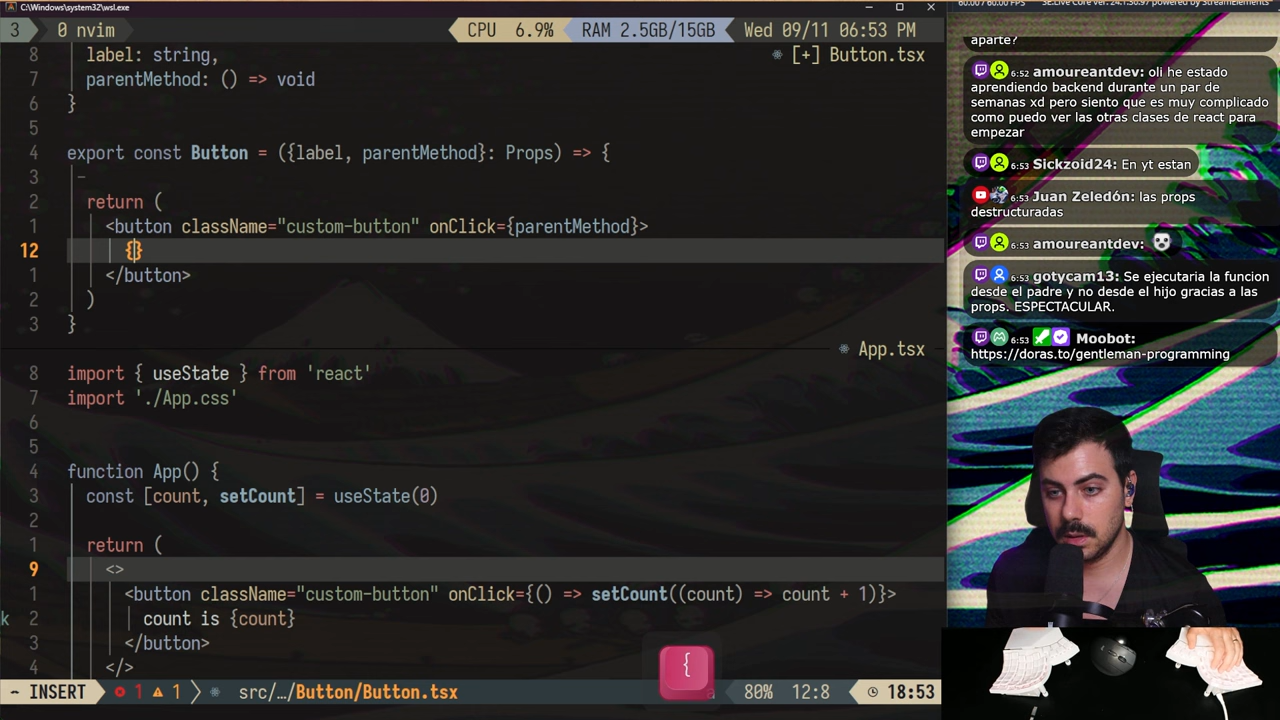 C:\Windows\system32\wsl.exe
3 0 nvim CPU 6.9% RAM 2.5GB/15GB Wed 09/11 06:53 PM
8 label: string, [+] Button.tsx
7 parentMethod: () => void
6 }
5
4 export const Button = ({label, parentMethod}: Props) => {
3
2 return (
1 <button className="custom-button" onClick={parentMethod}>
12 {}
1 </button>
2 )
3 }
App.tsx
8 import { useState } from 'react'
7 import './App.css'
6
5
4 function App() {
3 const [count, setCount] = useState(0)
2
1 return (
9 <>
1 <button className="custom-button" onClick={() => setCount((count) => count + 1)}>
k 2 count is {count}
3 </button>
4 </>
{
INSERT 1 1 src/…/Button/Button.tsx 80% 12:8 18:53
aparte?
6:52 amoureantdev: oli he estado
aprendiendo backend durante un par de
semanas xd pero siento que es muy complicado
como puedo ver las otras clases de react para
empezar
6:53 Sickzoid24: En yt estan
6:53 Juan Zeledón: las props
destructuradas
6:53 amoureantdev:
6:53 gotycam13: Se ejecutaria la funcion
desde el padre y no desde el hijo gracias a las
props. ESPECTACULAR.
6:53 Moobot:
https://doras.to/gentleman-programming